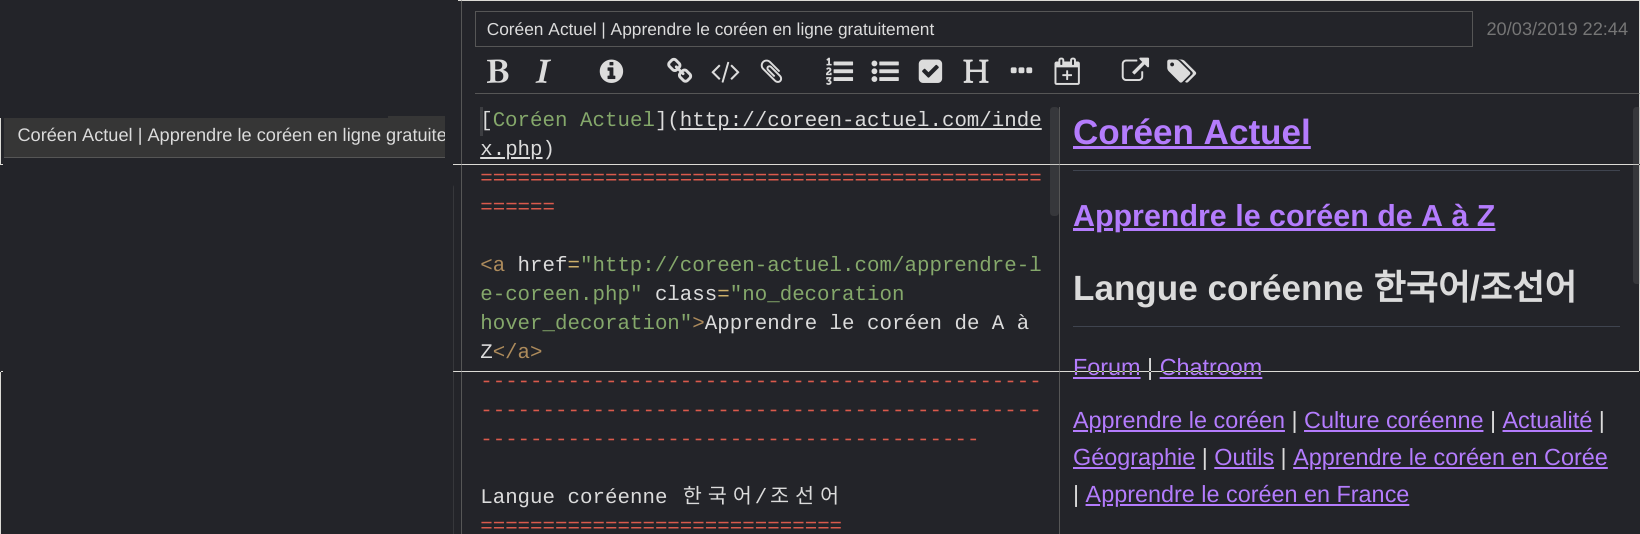 Coréen Actuel | Apprendre le coréen en ligne gratuitement
20/03/2019 22:44
B I </> H
Coréen Actuel | Apprendre le coréen en ligne gratuite
[Coréen Actuel](http://coreen-actuel.com/inde
x.php)
=============================================
======
<a href="http://coreen-actuel.com/apprendre-l
e-coreen.php" class="no_decoration
hover_decoration">Apprendre le coréen de A à
Z</a>
---------------------------------------------
---------------------------------------------
----------------------------------------
Langue coréenne 한국어/조선어
=============================
Coréen Actuel
Apprendre le coréen de A à Z
Langue coréenne 한국어/조선어
Forum | Chatroom
Apprendre le coréen | Culture coréenne | Actualité |
Géographie | Outils | Apprendre le coréen en Corée
| Apprendre le coréen en France